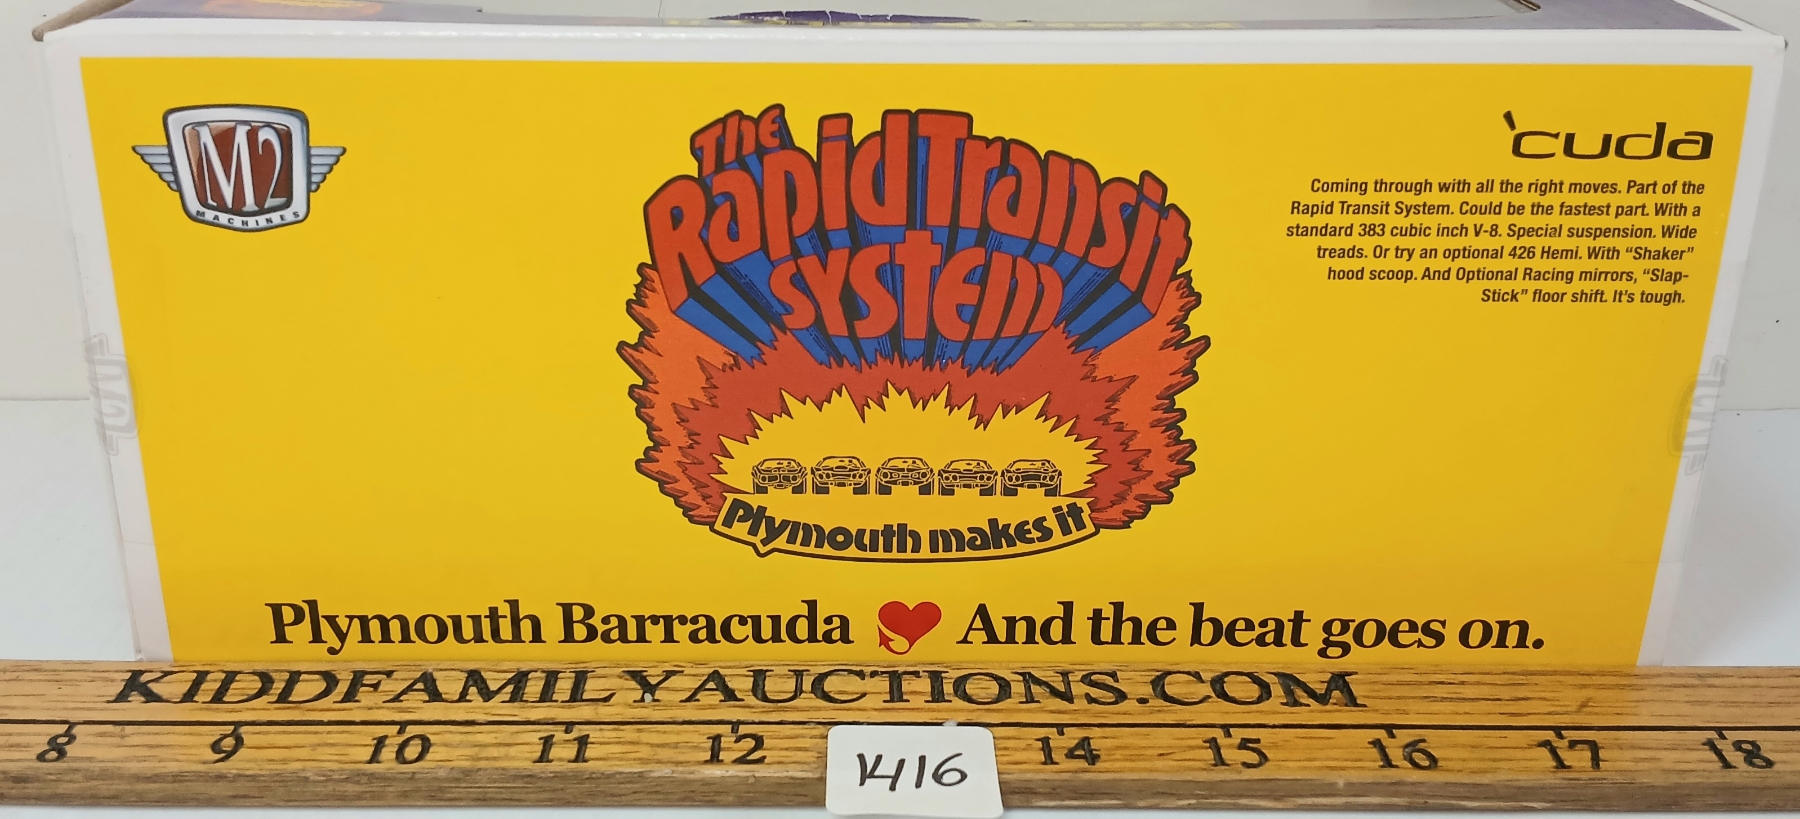 M2
MACHINES
The
Rapid Transit
system
Plymouth makes it
'cuda
Coming through with all the right moves. Part of the
Rapid Transit System. Could be the fastest part. With a
standard 383 cubic inch V-8. Special suspension. Wide
treads. Or try an optional 426 Hemi. With “Shaker”
hood scoop. And Optional Racing mirrors, “Slap-
Stick” floor shift. It’s tough.
Plymouth Barracuda And the beat goes on.
KIDDFAMILYAUCTIONS.COM
8 9 10 11 12 14 15 16 17 18
1416